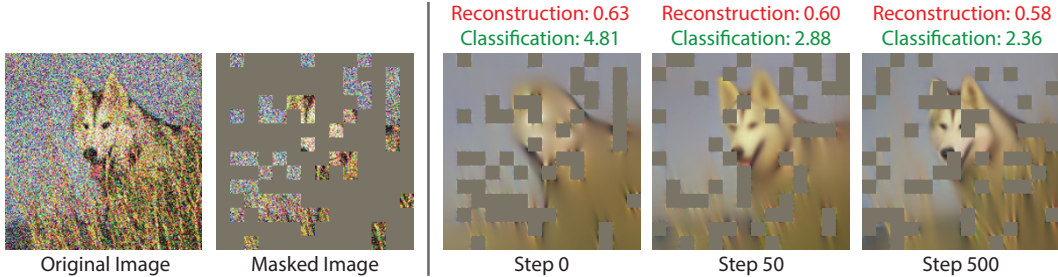 Reconstruction: 0.63
Classification: 4.81
Reconstruction: 0.60
Classification: 2.88
Reconstruction: 0.58
Classification: 2.36
Original Image
Masked Image
Step 0
Step 50
Step 500